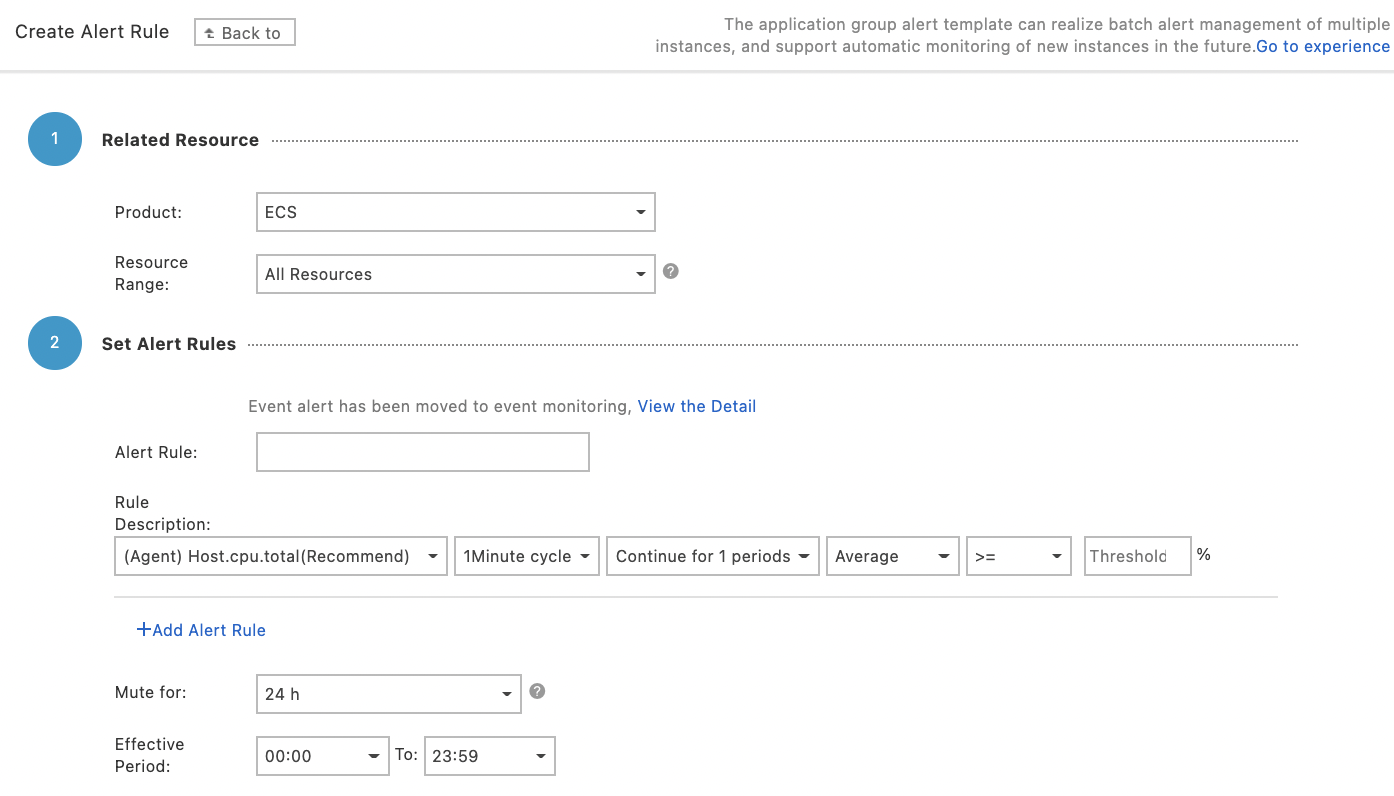 Create Alert Rule
Back to
The application group alert template can realize batch alert management of multiple
instances, and support automatic monitoring of new instances in the future.Go to experience
1
Related Resource
Product:
ECS
Resource
Range:
All Resources
?
2
Set Alert Rules
Event alert has been moved to event monitoring, View the Detail
Alert Rule:
Rule
Description:
(Agent) Host.cpu.total(Recommend)
1Minute cycle
Continue for 1 periods
Average
>=
Threshold
%
+Add Alert Rule
Mute for:
24 h
?
Effective
Period:
00:00
To:
23:59